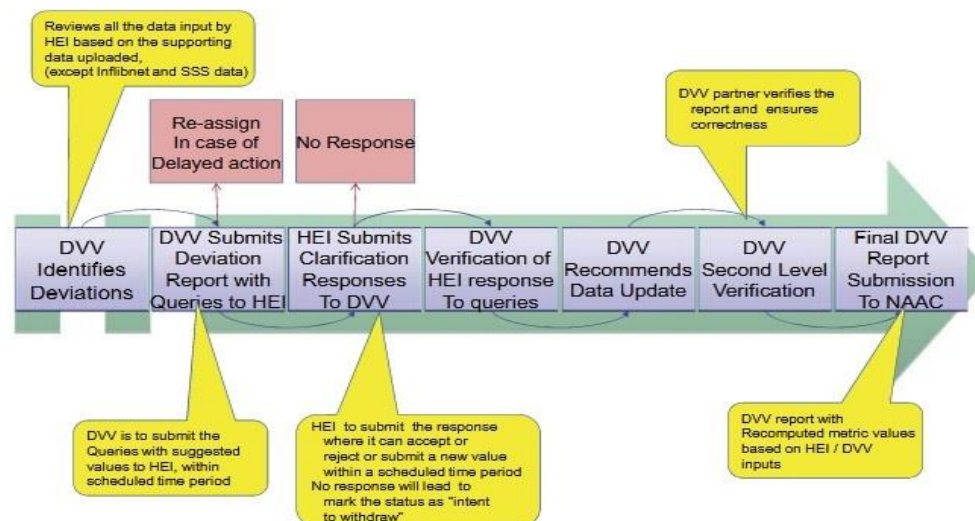 Reviews all the data input by
HEI based on the supporting
data uploaded,
(except Inflibnet and SSS data)
DVV partner verifies the
report and ensures
correctness
Re-assign
In case of
Delayed action
No Response
DVV
Identifies
Deviations
DVV Submits
Deviation
Report with
Queries to HEI
HEI Submits
Clarification
Responses
To DVV
DVV
Verification of
HEI response
To queries
DVV
Recommends
Data Update
DVV
Second Level
Verification
Final DVV
Report
Submission
To NAAC
DVV is to submit the
Queries with suggested
values to HEI, within
scheduled time period
HEI to submit the response
where it can accept or
reject or submit a new value
within a scheduled time period
No response will lead to
mark the status as "intent
to withdraw"
DVV report with
Recomputed metric values
based on HEI / DVV
inputs